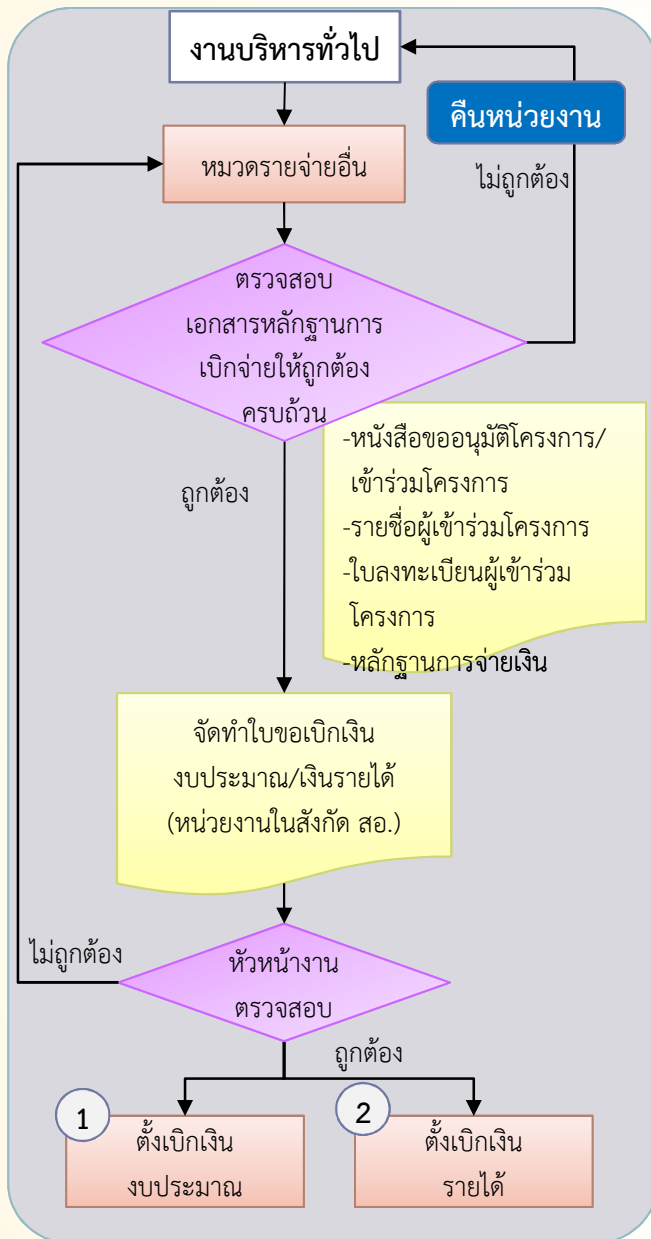 งานบริหารทั่วไป
คืนหน่วยงาน
หมวดรายจ่ายอื่น
ไม่ถูกต้อง
ตรวจสอบ
เอกสารหลักฐานการ
เบิกจ่ายให้ถูกต้อง
ครบถ้วน
-หนังสือขออนุมัติโครงการ/
เข้าร่วมโครงการ
-รายชื่อผู้เข้าร่วมโครงการ
-ใบลงทะเบียนผู้เข้าร่วม
โครงการ
-หลักฐานการจ่ายเงิน
ถูกต้อง
จัดทำใบขอเบิกเงิน
งบประมาณ/เงินรายได้
(หน่วยงานในสังกัด สอ.)
ไม่ถูกต้อง
หัวหน้างาน
ตรวจสอบ
ถูกต้อง
1
ตั้งเบิกเงิน
งบประมาณ
2
ตั้งเบิกเงิน
รายได้